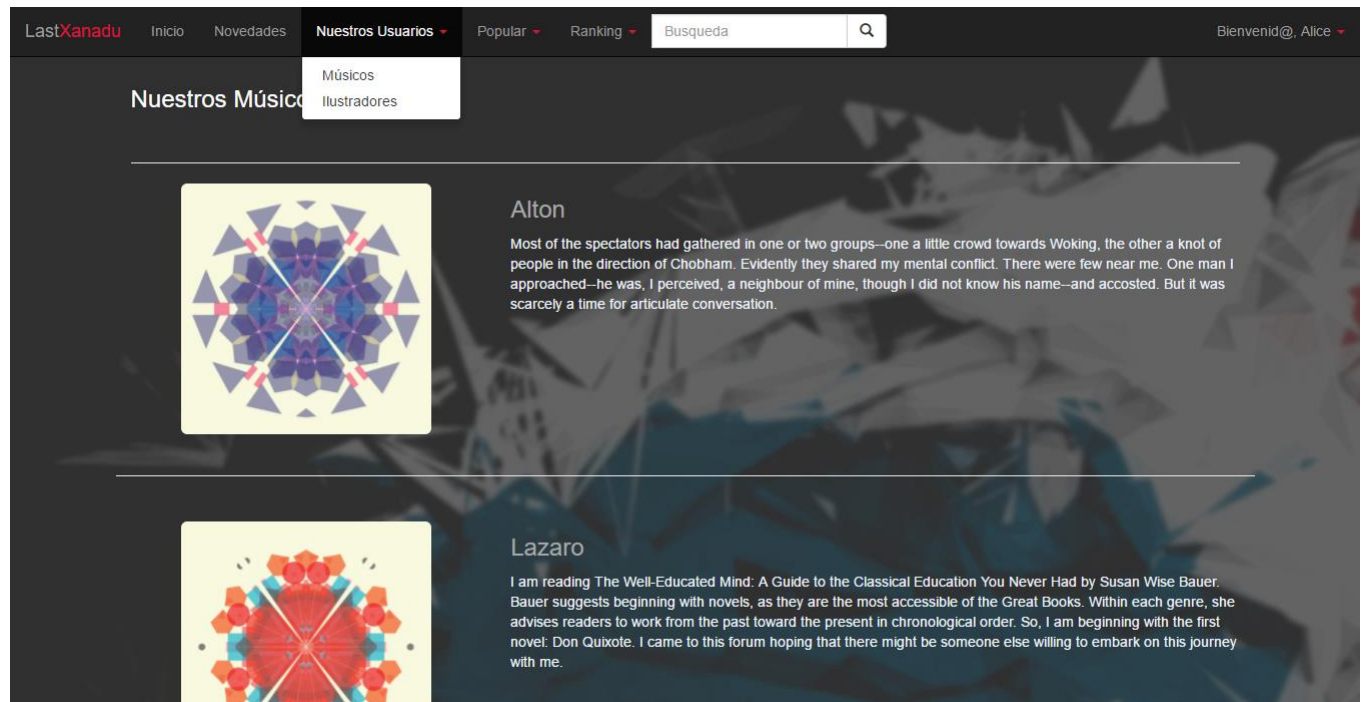 LastXanadu Inicio Novedades Nuestros Usuarios Popular Ranking Busqueda Bienvenid@, Alice
Músicos
Ilustradores
Nuestros Músico
Alton
Most of the spectators had gathered in one or two groups--one a little crowd towards Woking, the other a knot of
people in the direction of Chobham. Evidently they shared my mental conflict. There were few near me. One man I
approached--he was, I perceived, a neighbour of mine, though I did not know his name--and accosted. But it was
scarcely a time for articulate conversation.
Lazaro
I am reading The Well-Educated Mind: A Guide to the Classical Education You Never Had by Susan Wise Bauer.
Bauer suggests beginning with novels, as they are the most accessible of the Great Books. Within each genre, she
advises readers to work from the past toward the present in chronological order. So, I am beginning with the first
novel: Don Quixote. I came to this forum hoping that there might be someone else willing to embark on this journey
with me.